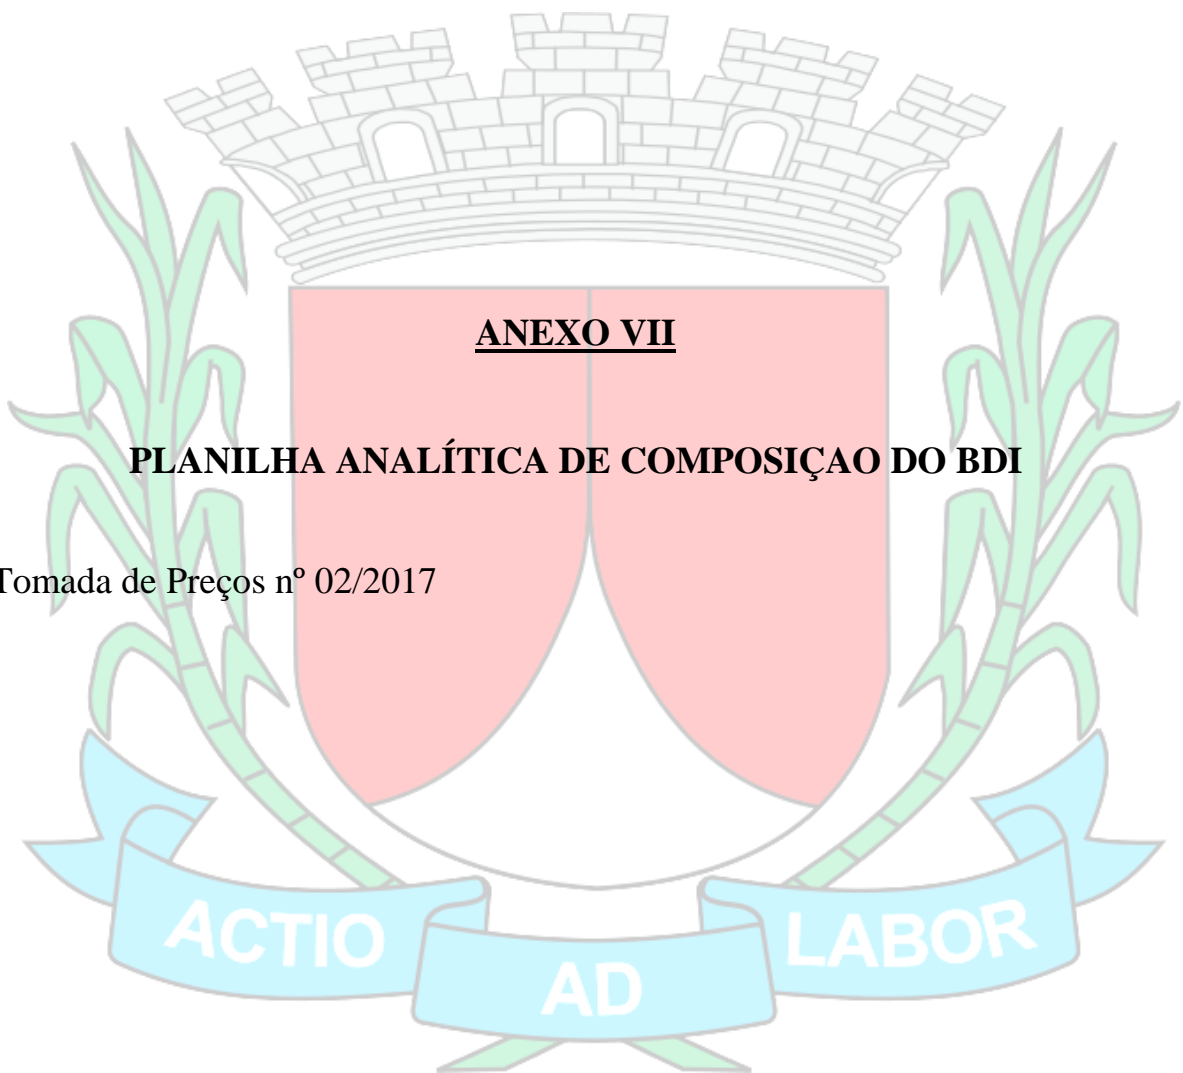 ANEXO VII
PLANILHA ANALÍTICA DE COMPOSIÇAO DO BDI
Tomada de Preços nº 02/2017
ACTIO
AD
LABOR